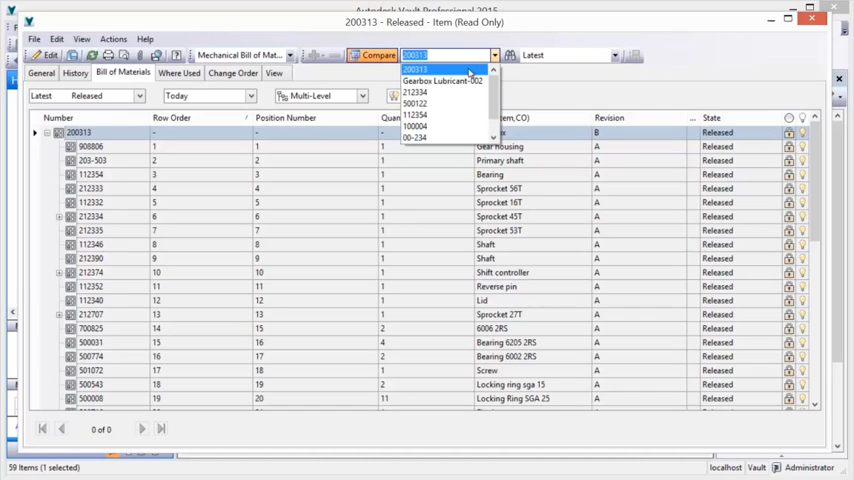 Autodesk Vault Professional 2015
200313 - Released - Item (Read Only)
File Edit View Actions Help
Edit Mechanical Bill of Mat... Compare 200313 Latest
General History Bill of Materials Where Used Change Order View
200313
Gearbox Lubricant-002
212334
500122
112354
100004
00-234
Latest Released Today Multi-Level
Number Row Order / Position Number Quan Item,CO) Revision ... State
200313 - - - B Released
908806 1 1 1 Gear housing A Released
203-503 2 2 1 Primary shaft A Released
112354 3 3 1 Bearing A Released
212333 4 4 1 Sprocket 56T A Released
112332 5 5 1 Sprocket 16T A Released
212334 6 6 1 Sprocket 45T A Released
212335 7 7 1 Sprocket 53T A Released
112346 8 8 1 Shaft A Released
212390 9 9 1 Shaft A Released
212374 10 10 1 Shift controller A Released
112352 11 11 1 Reverse pin A Released
112340 12 12 1 Lid A Released
212707 13 13 1 Sprocket 27T A Released
700825 14 15 2 6006 2RS A Released
500031 15 16 4 Bearing 6205 2RS A Released
500774 16 17 2 Bearing 6002 2RS A Released
501072 17 18 1 Screw A Released
500543 18 19 2 Locking ring sga 15 A Released
500008 19 20 11 Locking Ring SGA 25 A Released
0 of 0
59 Items (1 selected) localhost Vault Administrator